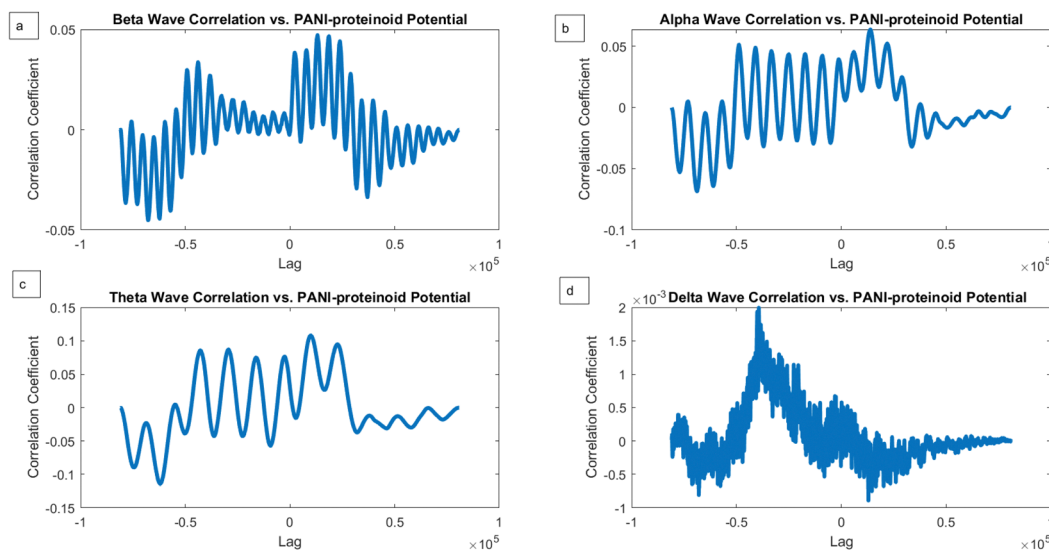 a
Beta Wave Correlation vs. PANI-proteinoid Potential
0.05
0
-0.05
Correlation Coefficient
-1
-0.5
0
0.5
1
Lag
×10⁵
b
Alpha Wave Correlation vs. PANI-proteinoid Potential
0.05
0
-0.05
-0.1
Correlation Coefficient
-1
-0.5
0
0.5
1
Lag
×10⁵
c
Theta Wave Correlation vs. PANI-proteinoid Potential
0.15
0.1
0.05
0
-0.05
-0.1
-0.15
Correlation Coefficient
-1
-0.5
0
0.5
1
Lag
×10⁵
d
×10⁻³
Delta Wave Correlation vs. PANI-proteinoid Potential
2
1.5
1
0.5
0
-0.5
-1
Correlation Coefficient
-1
-0.5
0
0.5
1
Lag
×10⁵